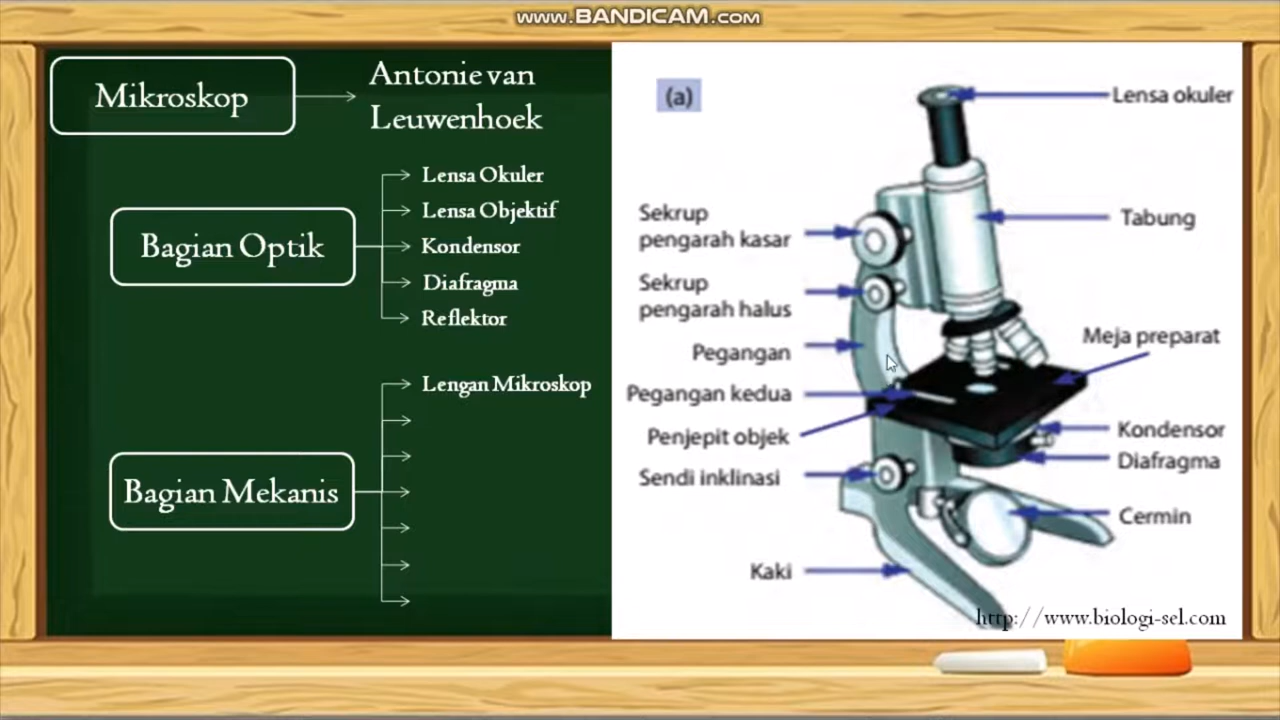 www.BANDICAM.com
Mikroskop
Antonie van
Leuwenhoek
Bagian Optik
Lensa Okuler
Lensa Objektif
Kondensor
Diafragma
Reflektor
Bagian Mekanis
Lengan Mikroskop
(a)
Lensa okuler
Sekrup
pengarah kasar
Tabung
Sekrup
pengarah halus
Meja preparat
Pegangan
Pegangan kedua
Penjepit objek
Kondensor
Diafragma
Sendi inklinasi
Cermin
Kaki
http://www.biologi-sel.com